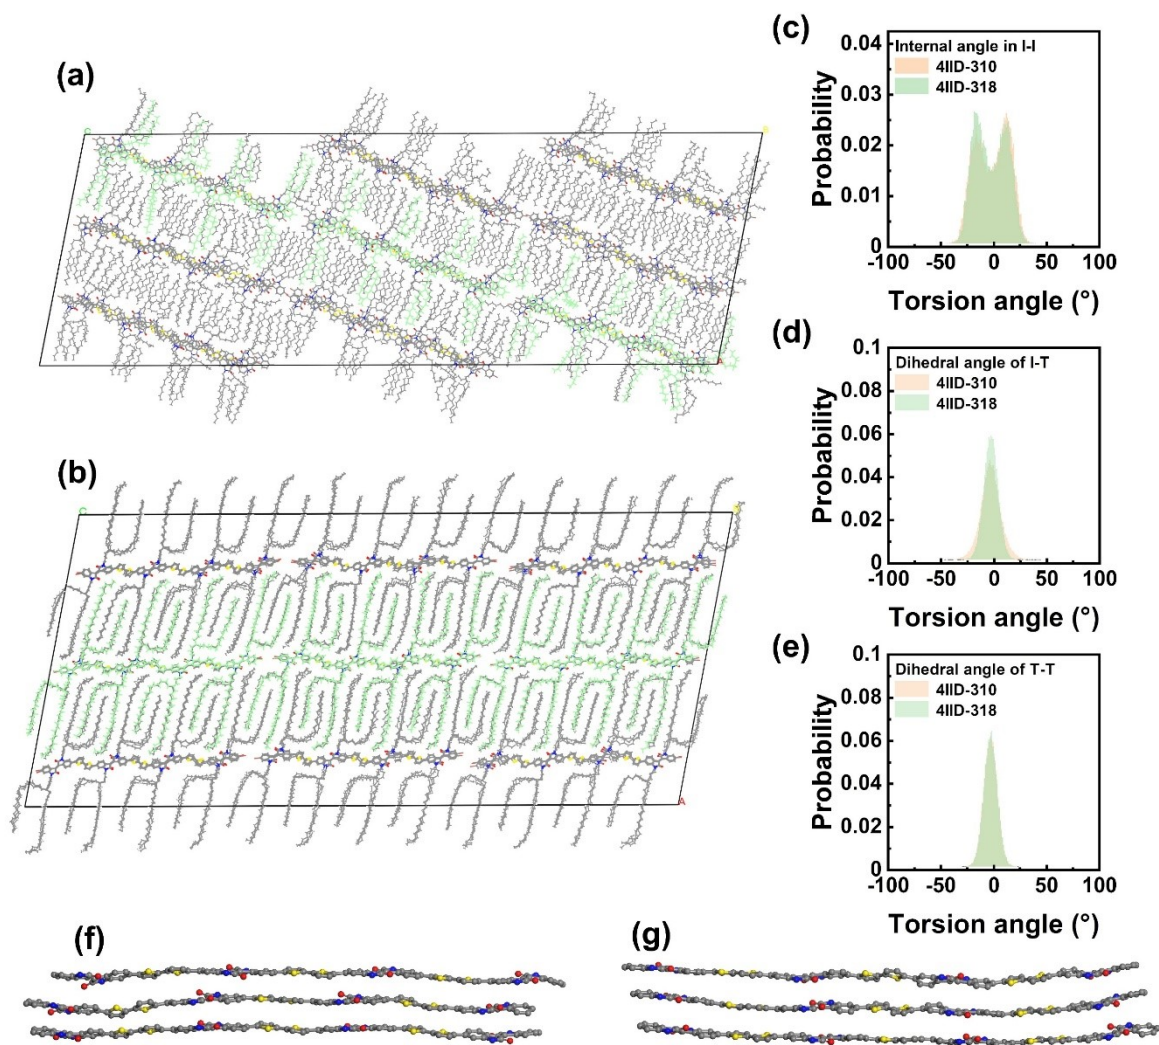 (a)
C
B
A
(b)
C
A
(c)
Internal angle in I-I
4IID-310
4IID-318
Probability
0.04
0.03
0.02
0.01
0
-100 -50 0 50 100
Torsion angle (°)
(d)
Dihedral angle of I-T
4IID-310
4IID-318
Probability
0.1
0.08
0.06
0.04
0.02
0
-100 -50 0 50 100
Torsion angle (°)
(e)
Dihedral angle of T-T
4IID-310
4IID-318
Probability
0.1
0.08
0.06
0.04
0.02
0
-100 -50 0 50 100
Torsion angle (°)
(f)
(g)